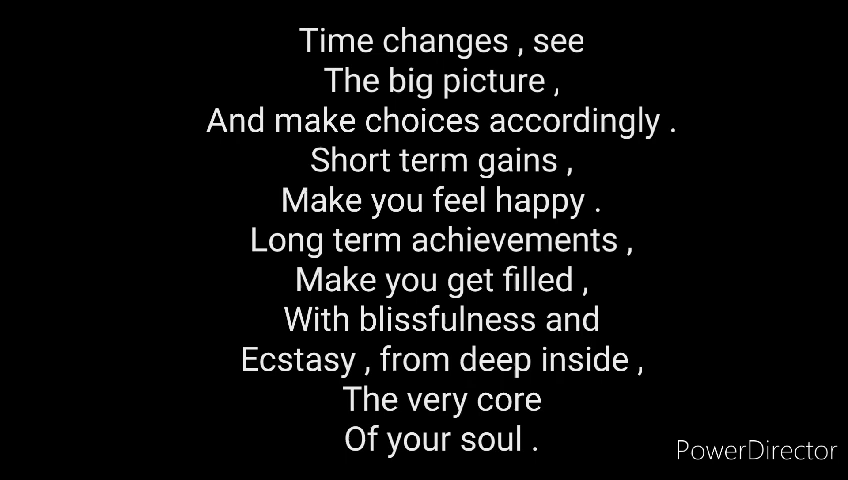 Time changes , see
The big picture ,
And make choices accordingly .
Short term gains ,
Make you feel happy .
Long term achievements ,
Make you get filled ,
With blissfulness and
Ecstasy , from deep inside ,
The very core
Of your soul .
PowerDirector